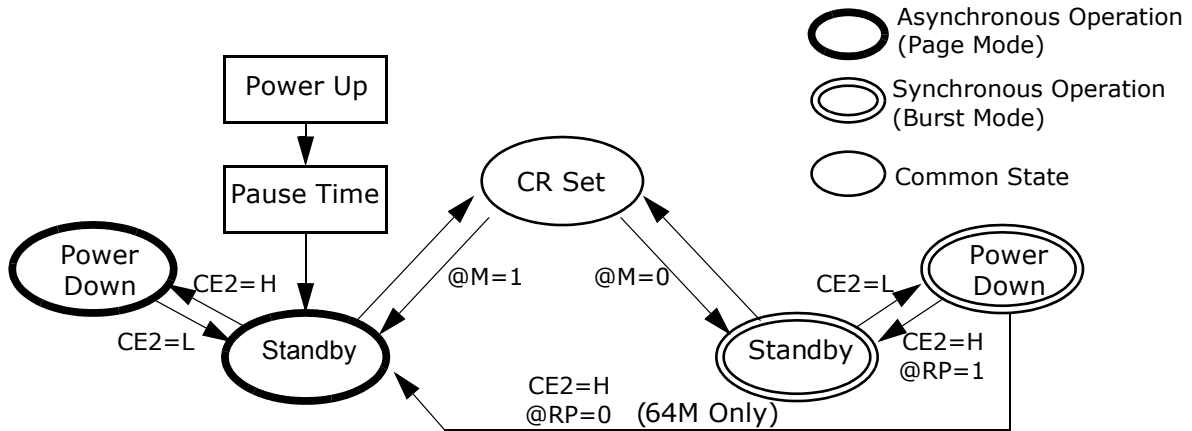 Asynchronous Operation
(Page Mode)
Power Up
Synchronous Operation
(Burst Mode)
Pause Time
CR Set
Common State
Power
Down
CE2=H
CE2=L
@M=1
@M=0
Standby
Standby
CE2=L
Power
Down
CE2=H
@RP=1
CE2=H
@RP=0 (64M Only)